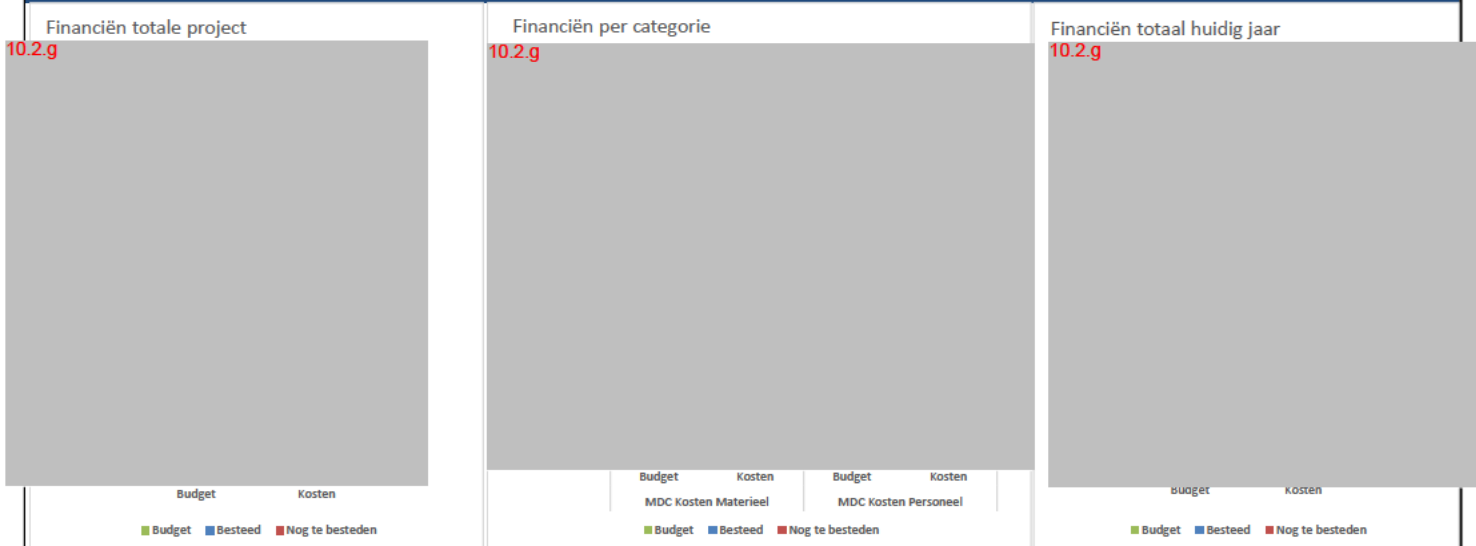 Financiën totale project
10.2.g
Budget Kosten
Budget Besteed Nog te besteden
Financiën per categorie
10.2.g
Budget Kosten Budget Kosten
MDC Kosten Materieel MDC Kosten Personeel
Budget Besteed Nog te besteden
Financiën totaal huidig jaar
10.2.g
Budget Kosten
Budget Besteed Nog te besteden